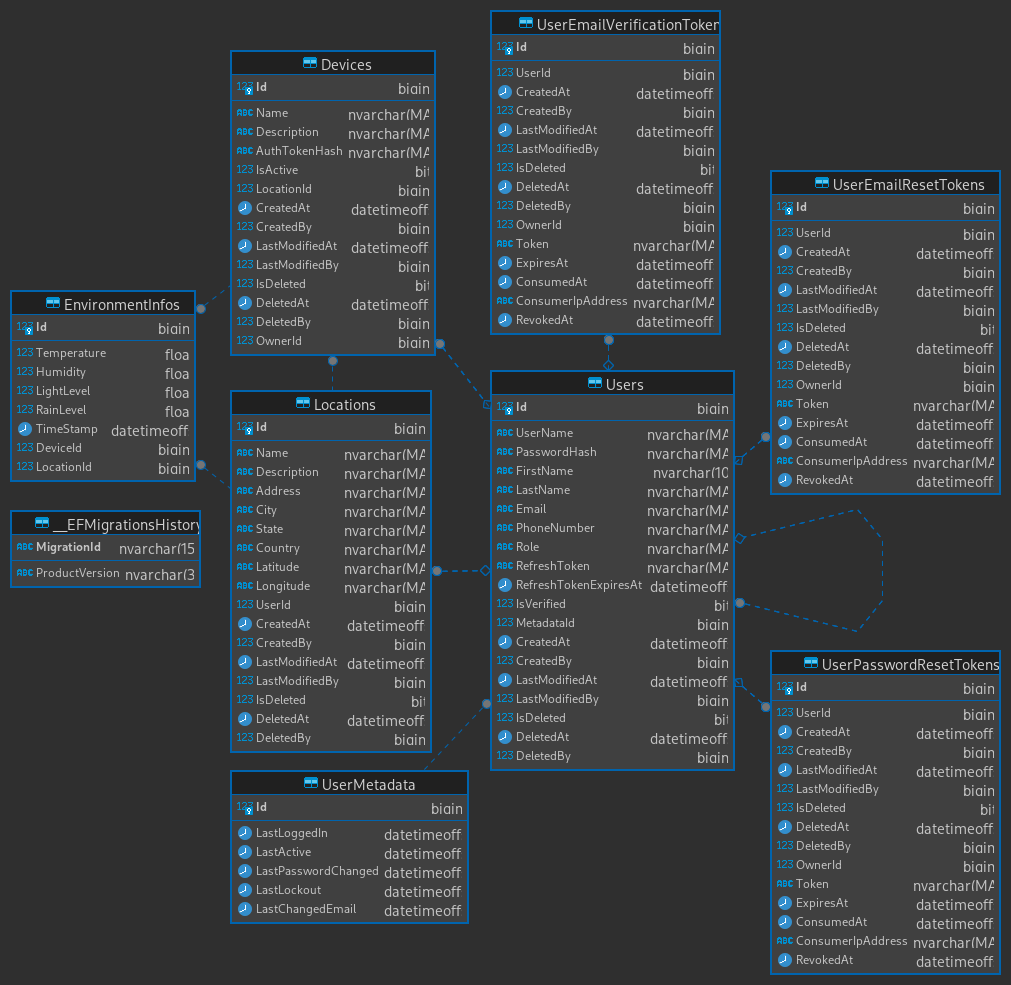 Devices
123 Id bigin
ABC Name nvarchar(MA
ABC Description nvarchar(MA
ABC AuthTokenHash nvarchar(MA
123 IsActive bit
123 LocationId bigin
CreatedAt datetimeoff
123 CreatedBy bigin
LastModifiedAt datetimeoff
123 LastModifiedBy bigin
123 IsDeleted bit
DeletedAt datetimeoff
123 DeletedBy bigin
123 OwnerId bigin
UserEmailVerificationToken
123 Id bigin
123 UserId bigin
CreatedAt datetimeoff
123 CreatedBy bigin
LastModifiedAt datetimeoff
123 LastModifiedBy bigin
123 IsDeleted bit
DeletedAt datetimeoff
123 DeletedBy bigin
123 OwnerId bigin
ABC Token nvarchar(MA
ExpiresAt datetimeoff
ConsumedAt datetimeoff
ABC ConsumerIpAddress nvarchar(MA
RevokedAt datetimeoff
UserEmailResetTokens
123 Id bigin
123 UserId bigin
CreatedAt datetimeoff
123 CreatedBy bigin
LastModifiedAt datetimeoff
123 LastModifiedBy bigin
123 IsDeleted bit
DeletedAt datetimeoff
123 DeletedBy bigin
123 OwnerId bigin
ABC Token nvarchar(MA
ExpiresAt datetimeoff
ConsumedAt datetimeoff
ABC ConsumerIpAddress nvarchar(MA
RevokedAt datetimeoff
EnvironmentInfos
123 Id bigin
123 Temperature floa
123 Humidity floa
123 LightLevel floa
123 RainLevel floa
TimeStamp datetimeoff
123 DeviceId bigin
123 LocationId bigin
Locations
123 Id bigin
ABC Name nvarchar(MA
ABC Description nvarchar(MA
ABC Address nvarchar(MA
ABC City nvarchar(MA
ABC State nvarchar(MA
ABC Country nvarchar(MA
ABC Latitude nvarchar(MA
ABC Longitude nvarchar(MA
123 UserId bigin
CreatedAt datetimeoff
123 CreatedBy bigin
LastModifiedAt datetimeoff
123 LastModifiedBy bigin
123 IsDeleted bit
DeletedAt datetimeoff
123 DeletedBy bigin
Users
123 Id bigin
ABC UserName nvarchar(MA
ABC PasswordHash nvarchar(MA
ABC FirstName nvarchar(10
ABC LastName nvarchar(MA
ABC Email nvarchar(MA
ABC PhoneNumber nvarchar(MA
ABC Role nvarchar(MA
ABC RefreshToken nvarchar(MA
RefreshTokenExpiresAt datetimeoff
123 IsVerified bit
123 MetadataId bigin
CreatedAt datetimeoff
123 CreatedBy bigin
LastModifiedAt datetimeoff
123 LastModifiedBy bigin
123 IsDeleted bit
DeletedAt datetimeoff
123 DeletedBy bigin
__EFMigrationsHistory
ABC MigrationId nvarchar(15
ABC ProductVersion nvarchar(3
UserMetadata
123 Id bigin
LastLoggedIn datetimeoff
LastActive datetimeoff
LastPasswordChanged datetimeoff
LastLockout datetimeoff
LastChangedEmail datetimeoff
UserPasswordResetTokens
123 Id bigin
123 UserId bigin
CreatedAt datetimeoff
123 CreatedBy bigin
LastModifiedAt datetimeoff
123 LastModifiedBy bigin
123 IsDeleted bit
DeletedAt datetimeoff
123 DeletedBy bigin
123 OwnerId bigin
ABC Token nvarchar(MA
ExpiresAt datetimeoff
ConsumedAt datetimeoff
ABC ConsumerIpAddress nvarchar(MA
RevokedAt datetimeoff